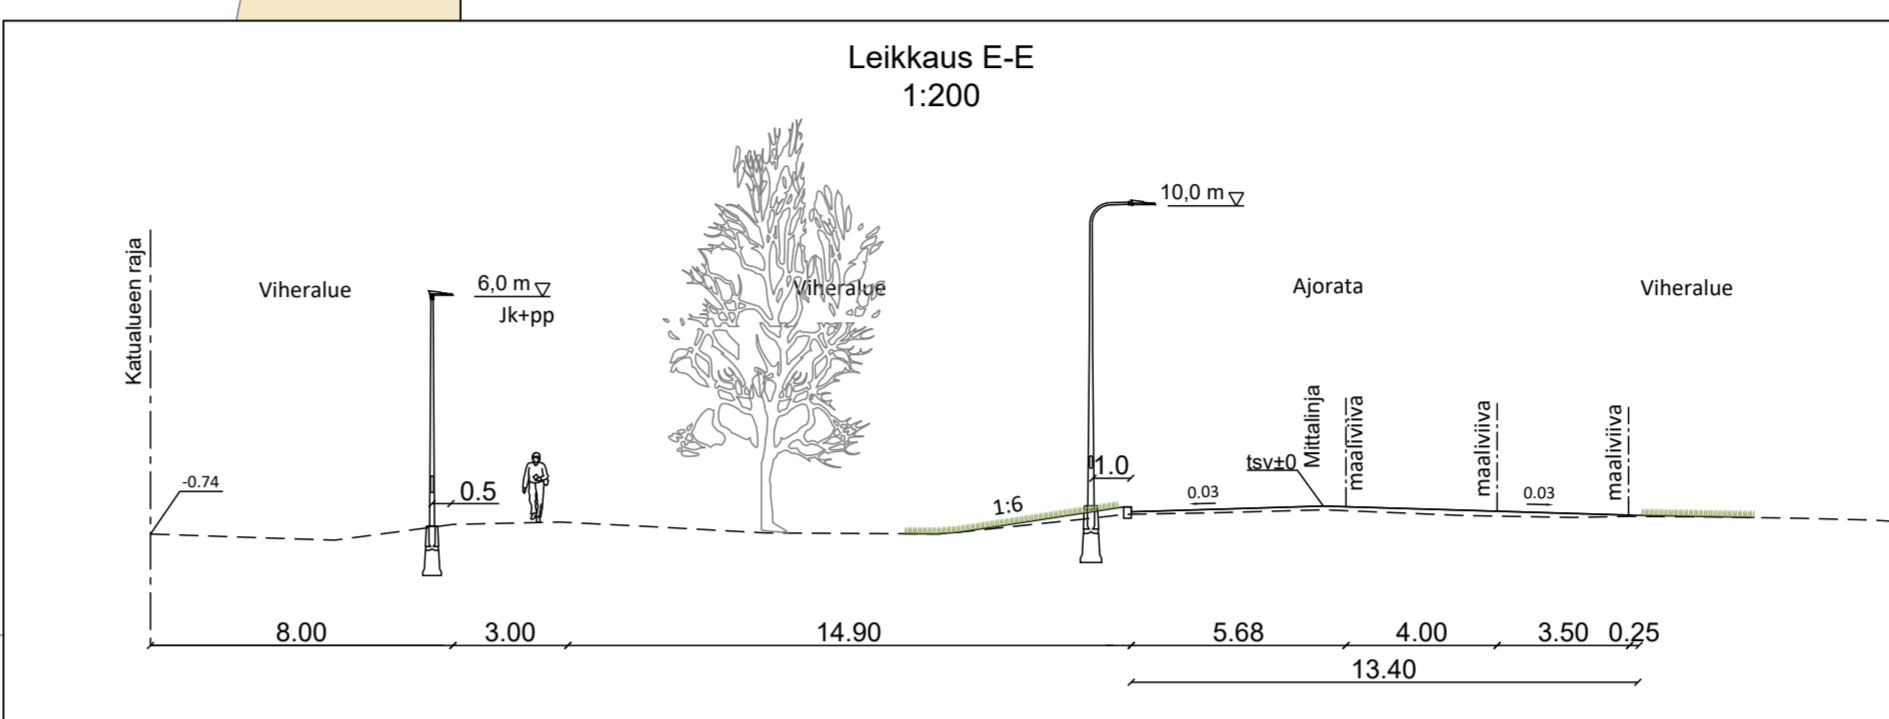 Leikkaus E-E
1:200
Katualueen raja
Viheralue
6,0 m
Jk+pp
Viheralue
10,0 m
Ajorata
Viheralue
-0.74
0.5
1:6
1.0
0.03
tsv±0
Mittalinja
maaliviiva
maaliviiva
0.03
maaliviiva
8.00
3.00
14.90
5.68
4.00
3.50
0.25
13.40